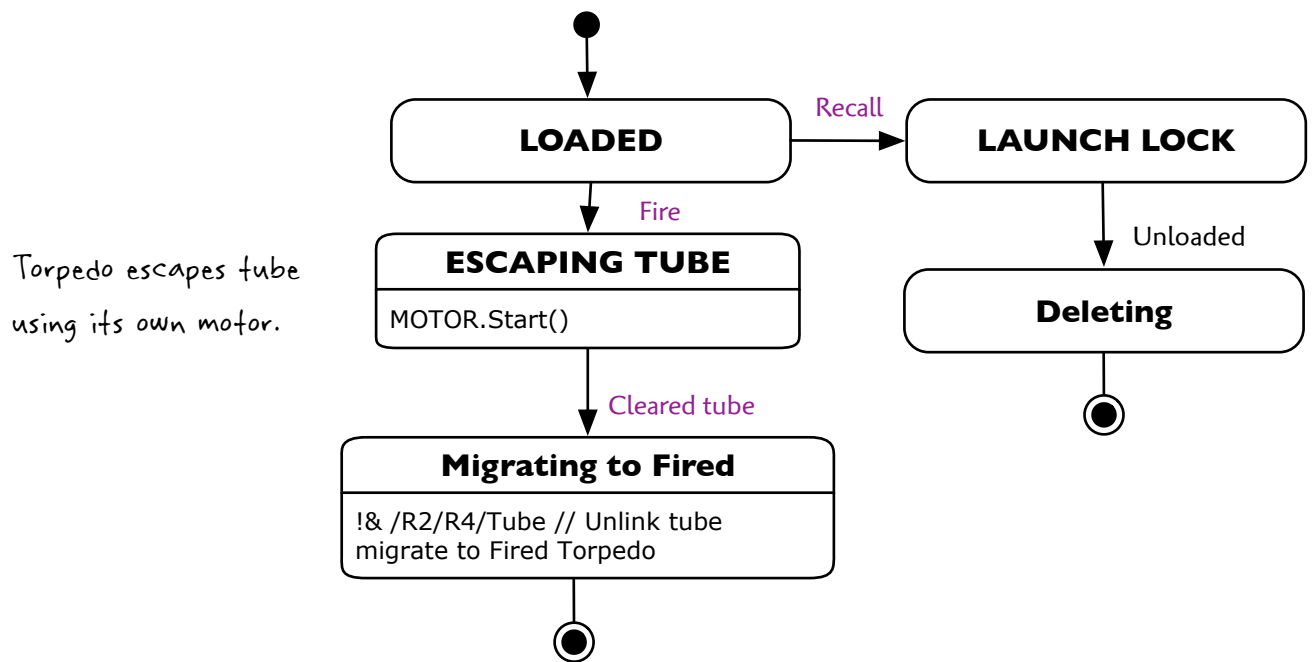 Recall
LOADED
LAUNCH LOCK
Fire
Unloaded
Torpedo escapes tube
using its own motor.
ESCAPING TUBE
MOTOR.Start()
Deleting
Cleared tube
Migrating to Fired
!& /R2/R4/Tube // Unlink tube
migrate to Fired Torpedo